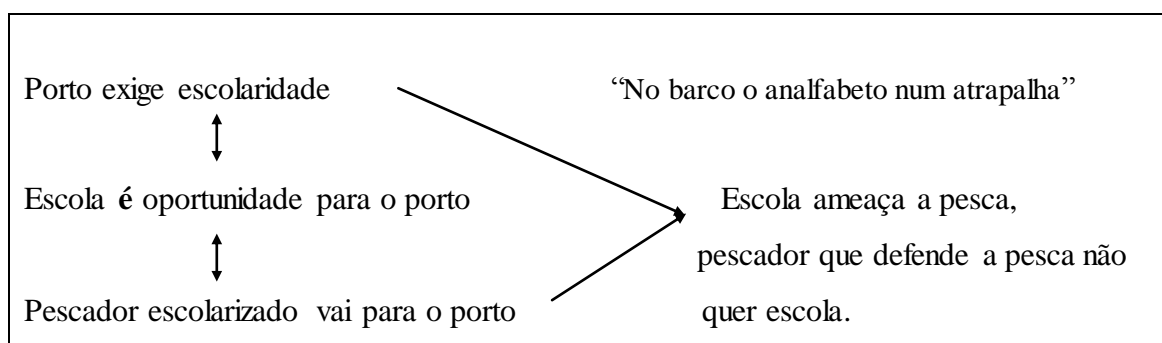 Porto exige escolaridade
“No barco o analfabeto num atrapalha”
Escola é oportunidade para o porto
Escola ameaça a pesca,
pescador que defende a pesca não
Pescador escolarizado vai para o porto
quer escola.